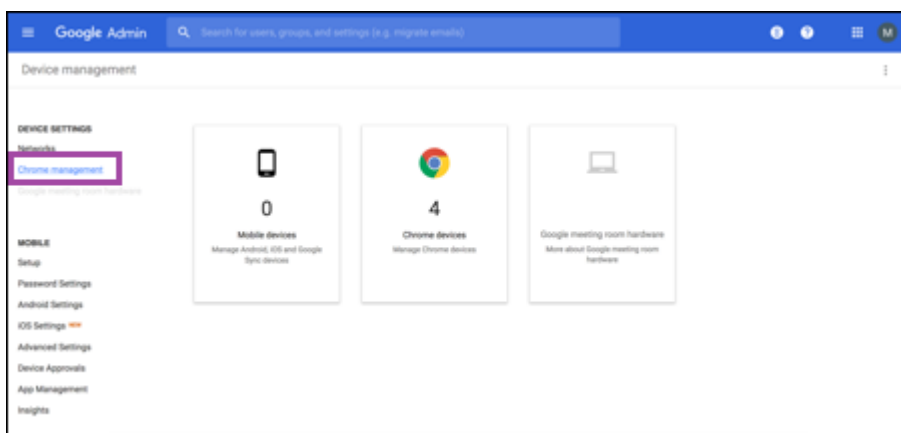 Google Admin
Search for users, groups, and settings (e.g. migrate emails)
M
Device management
DEVICE SETTINGS
Networks
Chrome management
Google meeting room hardware
MOBILE
Setup
Password Settings
Android Settings
iOS Settings NEW
Advanced Settings
Device Approvals
App Management
Insights
0
Mobile devices
Manage Android, iOS and Google
Sync devices
4
Chrome devices
Manage Chrome devices
Google meeting room hardware
More about Google meeting room
hardware